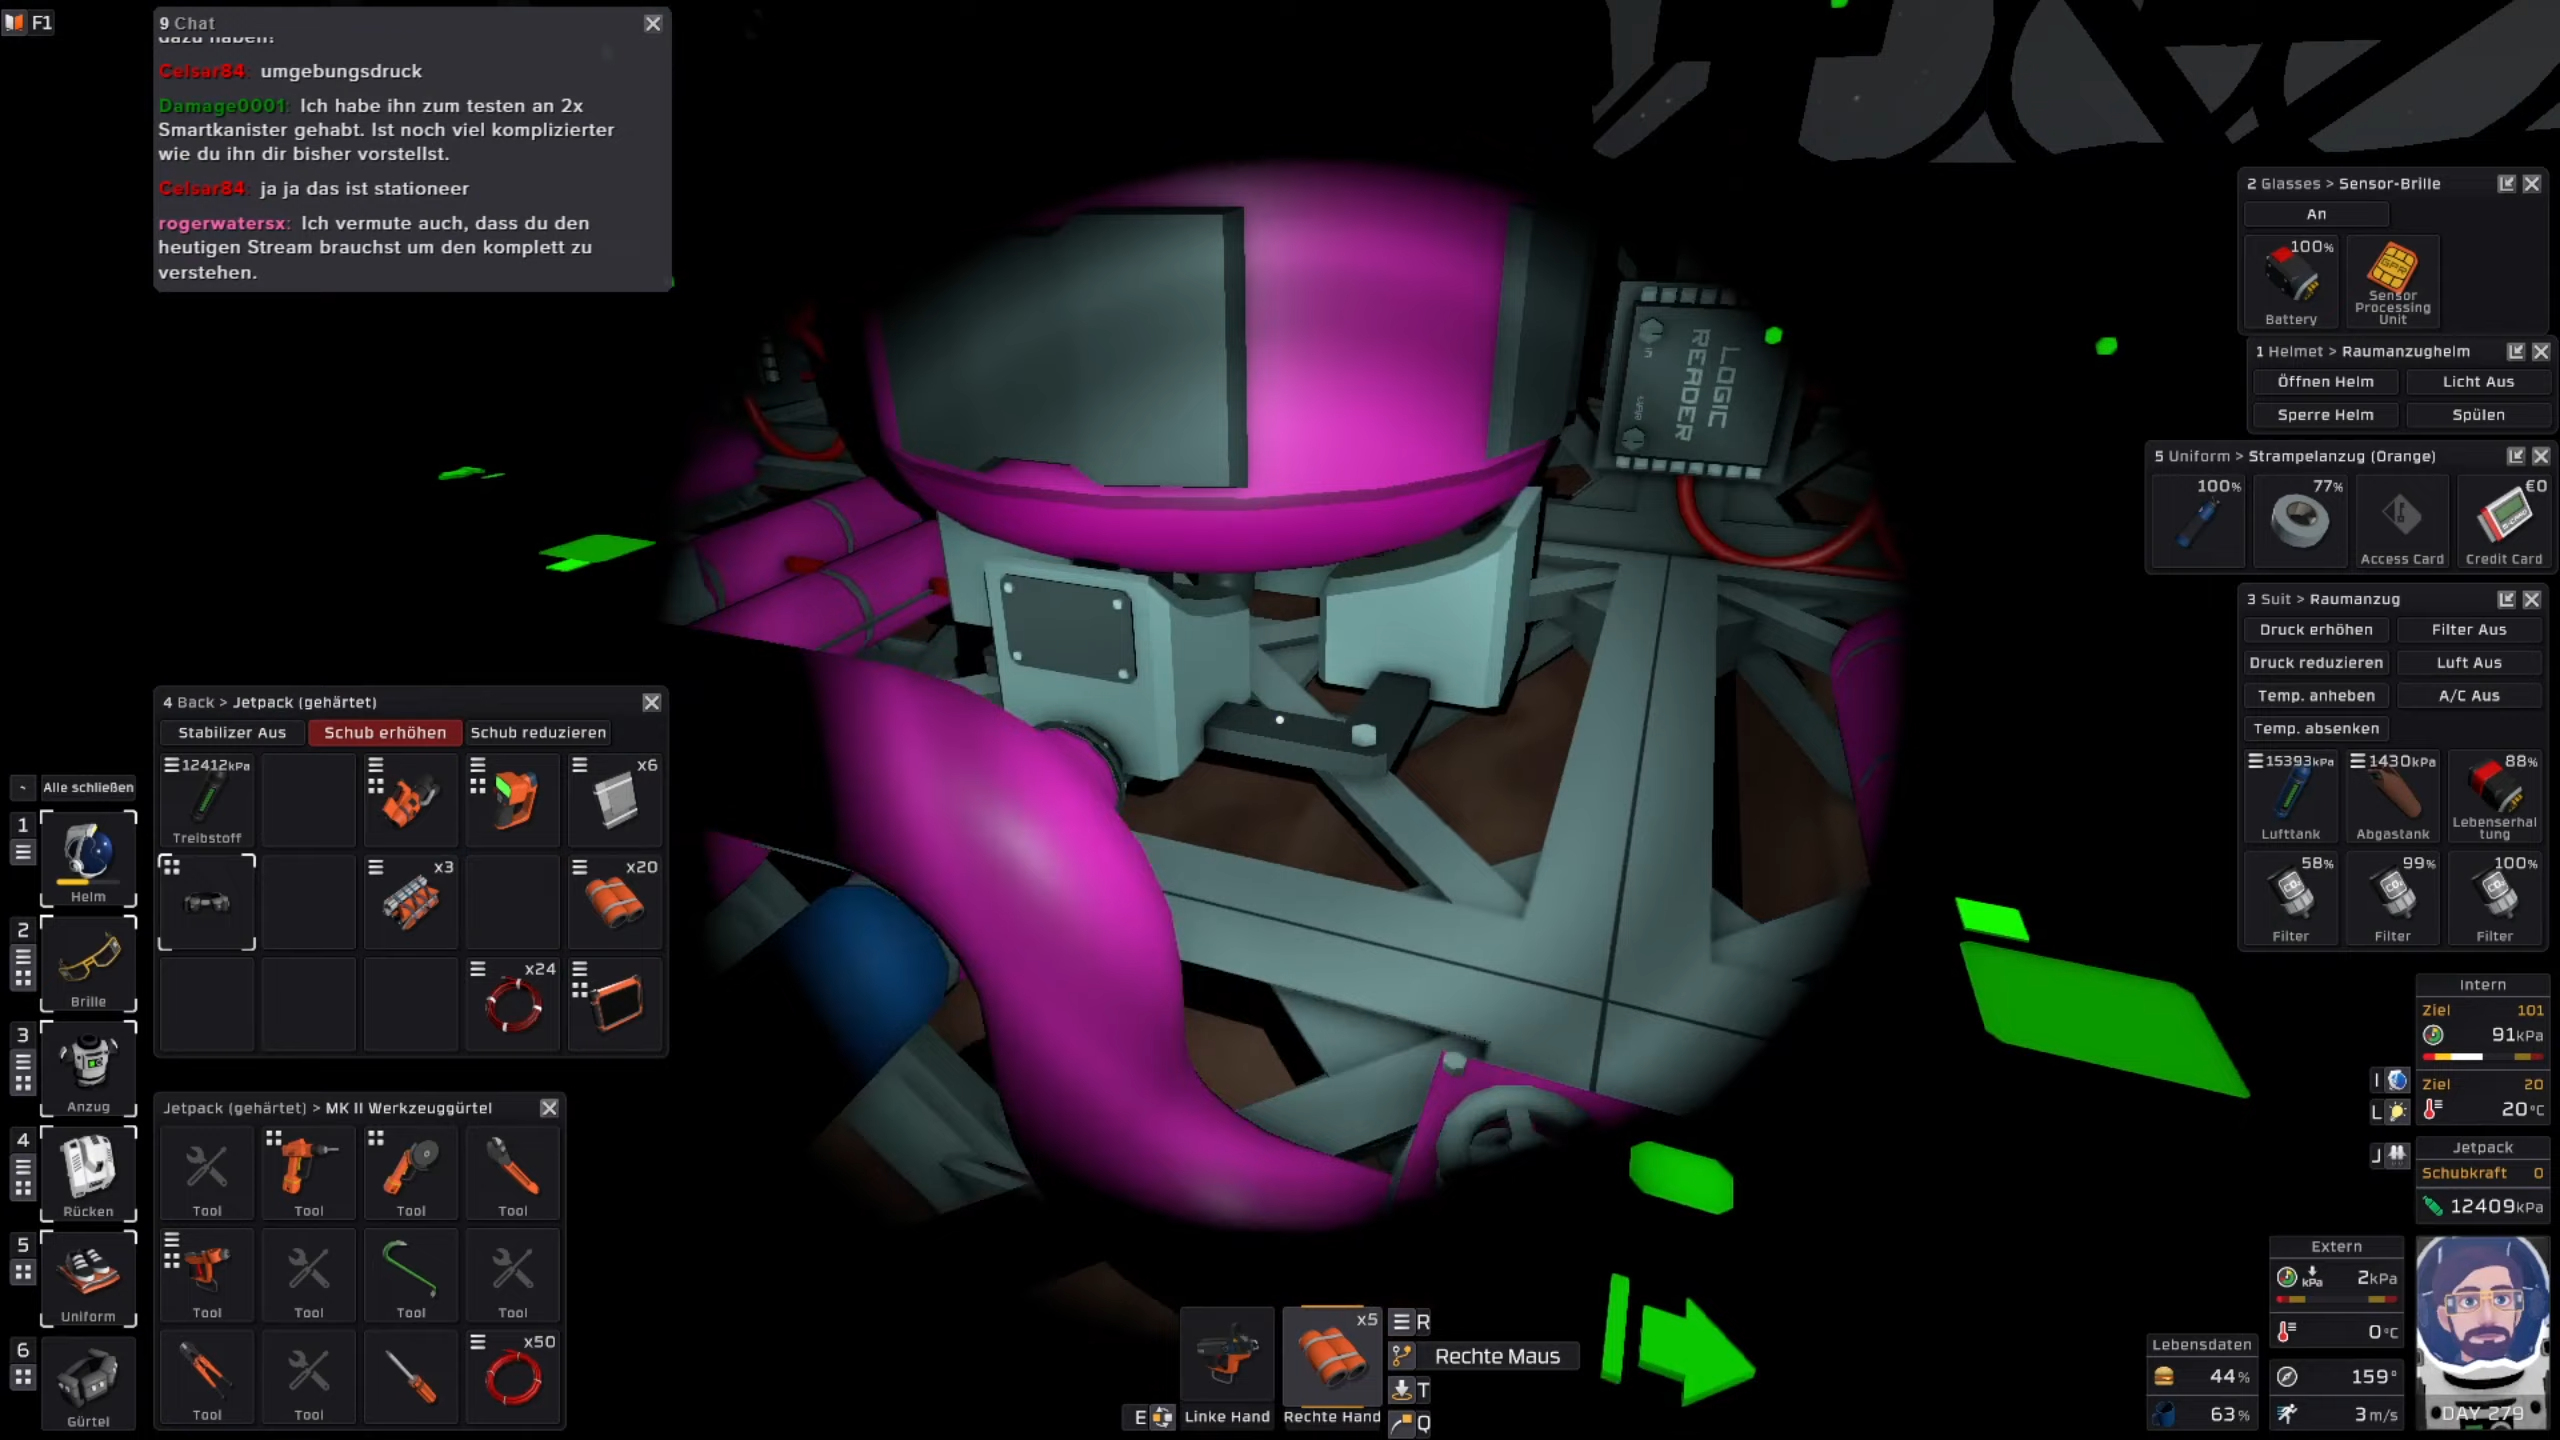 F1
9 Chat
dazu haben?
Celsar84: umgebungsdruck
Damage0001: Ich habe ihn zum testen an 2x
Smartkanister gehabt. Ist noch viel komplizierter
wie du ihn dir bisher vorstellst.
Celsar84: ja ja das ist stationeer
rogerwatersx: Ich vermute auch, dass du den
heutigen Stream brauchst um den komplett zu
verstehen.
LOGIC
READER
5
2 Glasses > Sensor-Brille
An
100%
Battery
GPR
Sensor
Processing
Unit
1 Helmet > Raumanzughelm
Öffnen Helm
Licht Aus
Sperre Helm
Spülen
5 Uniform > Strampelanzug (Orange)
100%
77%
€0
Access Card
Credit Card
3 Suit > Raumanzug
Druck erhöhen
Filter Aus
Druck reduzieren
Luft Aus
Temp. anheben
A/C Aus
Temp. absenken
15393kPa
1430kPa
88%
Lufttank
Abgastank
Lebenserhal
tung
58%
99%
100%
Filter
Filter
Filter
4 Back > Jetpack (gehärtet)
Stabilizer Aus
Schub erhöhen
Schub reduzieren
12412kPa
x6
Treibstoff
x3
x20
x24
~
Alle schließen
1
Helm
2
Brille
3
Anzug
4
Rücken
5
Uniform
6
Gürtel
Jetpack (gehärtet) > MK II Werkzeuggürtel
Tool
Tool
Tool
Tool
Tool
Tool
Tool
Tool
x50
Tool
Tool
Tool
Tool
E
Linke Hand
x5
Rechte Hand
R
Rechte Maus
T
Q
Intern
Ziel 101
91kPa
I
Ziel 20
L
20°C
Jetpack
J
Schubkraft 0
12409kPa
Extern
kPa
2kPa
0°C
Lebensdaten
44%
63%
159°
3m/s
DAY 279